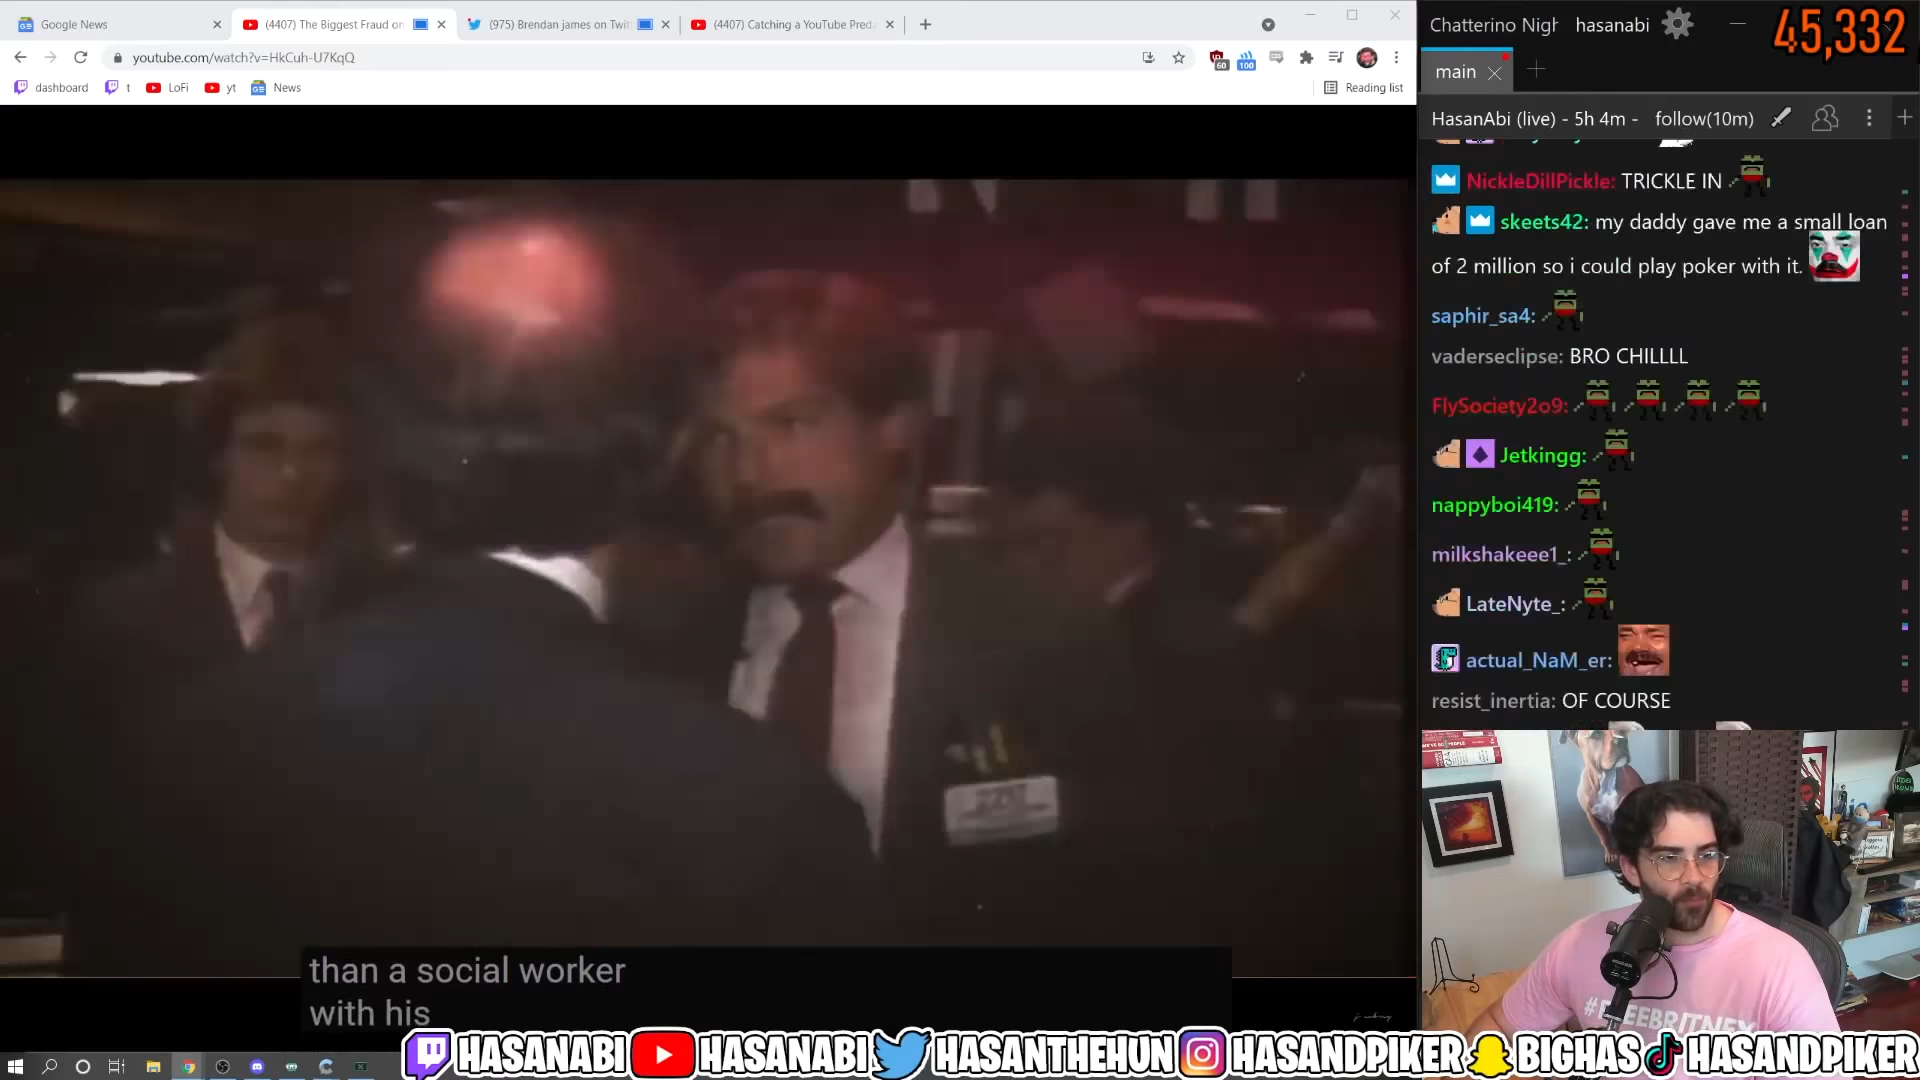 Google News
(4407) The Biggest Fraud on
(975) Brendan james on Twit
(4407) Catching a YouTube Preda
youtube.com/watch?v=HkCuh-U7KqQ
60
100
dashboard
t
LoFi
yt
News
Reading list
than a social worker
with his
Chatterino Nigh
hasanabi
45,332
main
HasanAbi (live) - 5h 4m -
follow(10m)
NickleDillPickle: TRICKLE IN
skeets42: my daddy gave me a small loan
of 2 million so i could play poker with it.
saphir_sa4:
vaderseclipse: BRO CHILLLL
FlySociety2o9:
Jetkingg:
nappyboi419:
milkshakeee1_:
LateNyte_:
actual_NaM_er:
resist_inertia: OF COURSE
HASANABI
HASANABI
HASANTHEHUN
HASANDPIKER
BIGHAS
HASANDPIKER